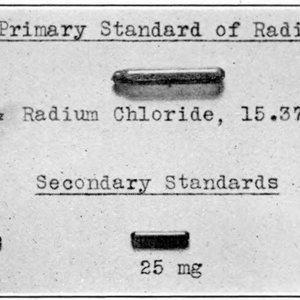 Primary Standard of Radi
Radium Chloride, 15.37
Secondary Standards
25 mg